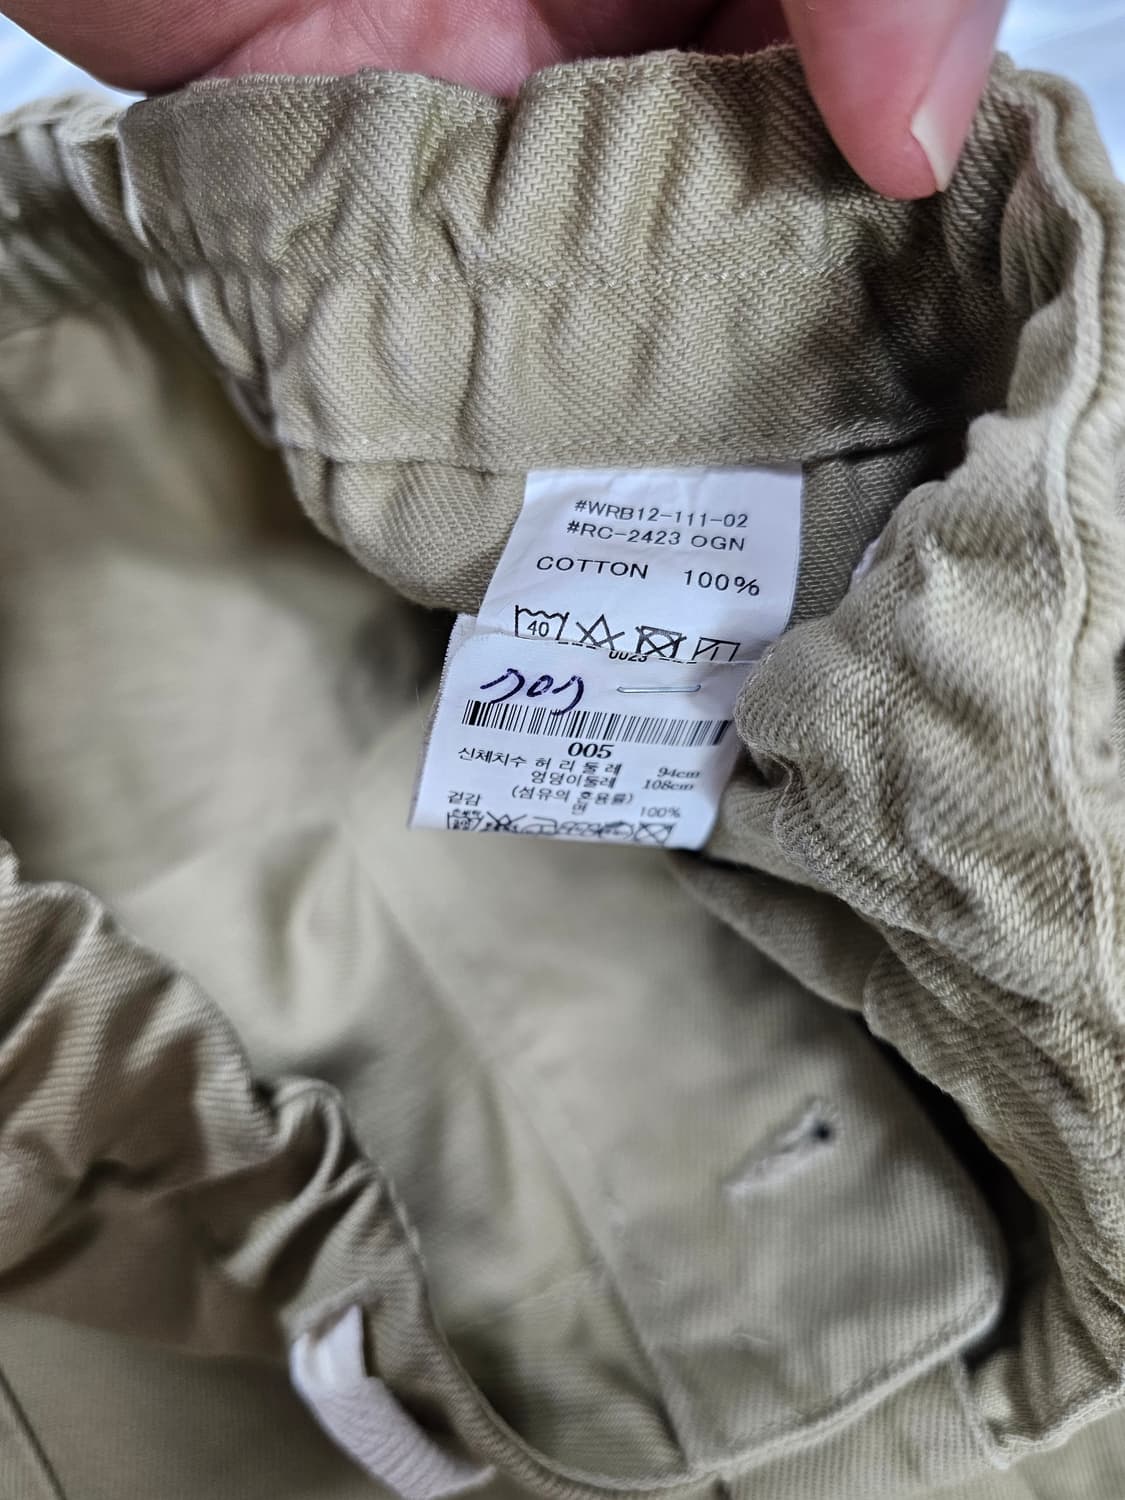 #WRB12-111-02
#RC-2423 OGN
COTTON 100%
40
005
신체치수 허리둘레 94cm
엉덩이둘레 108cm
(섬유의 혼용률)
겉감 면 100%